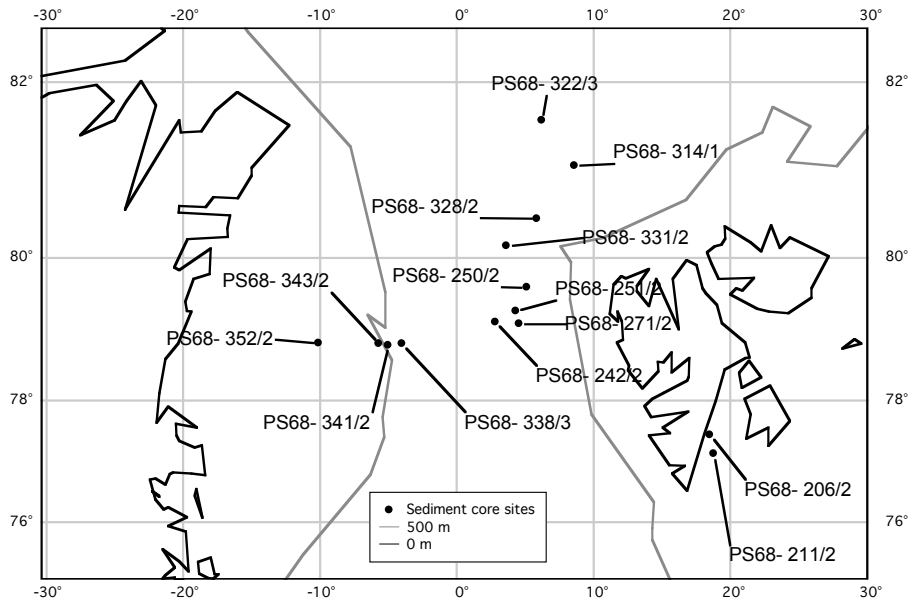 -30° -20° -10° 0° 10° 20° 30°
82° 82°
PS68- 322/3
PS68- 314/1
PS68- 328/2
PS68- 331/2
80° 80°
PS68- 343/2
PS68- 250/2
PS68- 251/2
PS68- 352/2
PS68- 271/2
PS68- 242/2
78° 78°
PS68- 341/2
PS68- 338/3
PS68- 206/2
Sediment core sites
500 m
0 m
76° 76°
PS68- 211/2
-30° -20° -10° 0° 10° 20° 30°